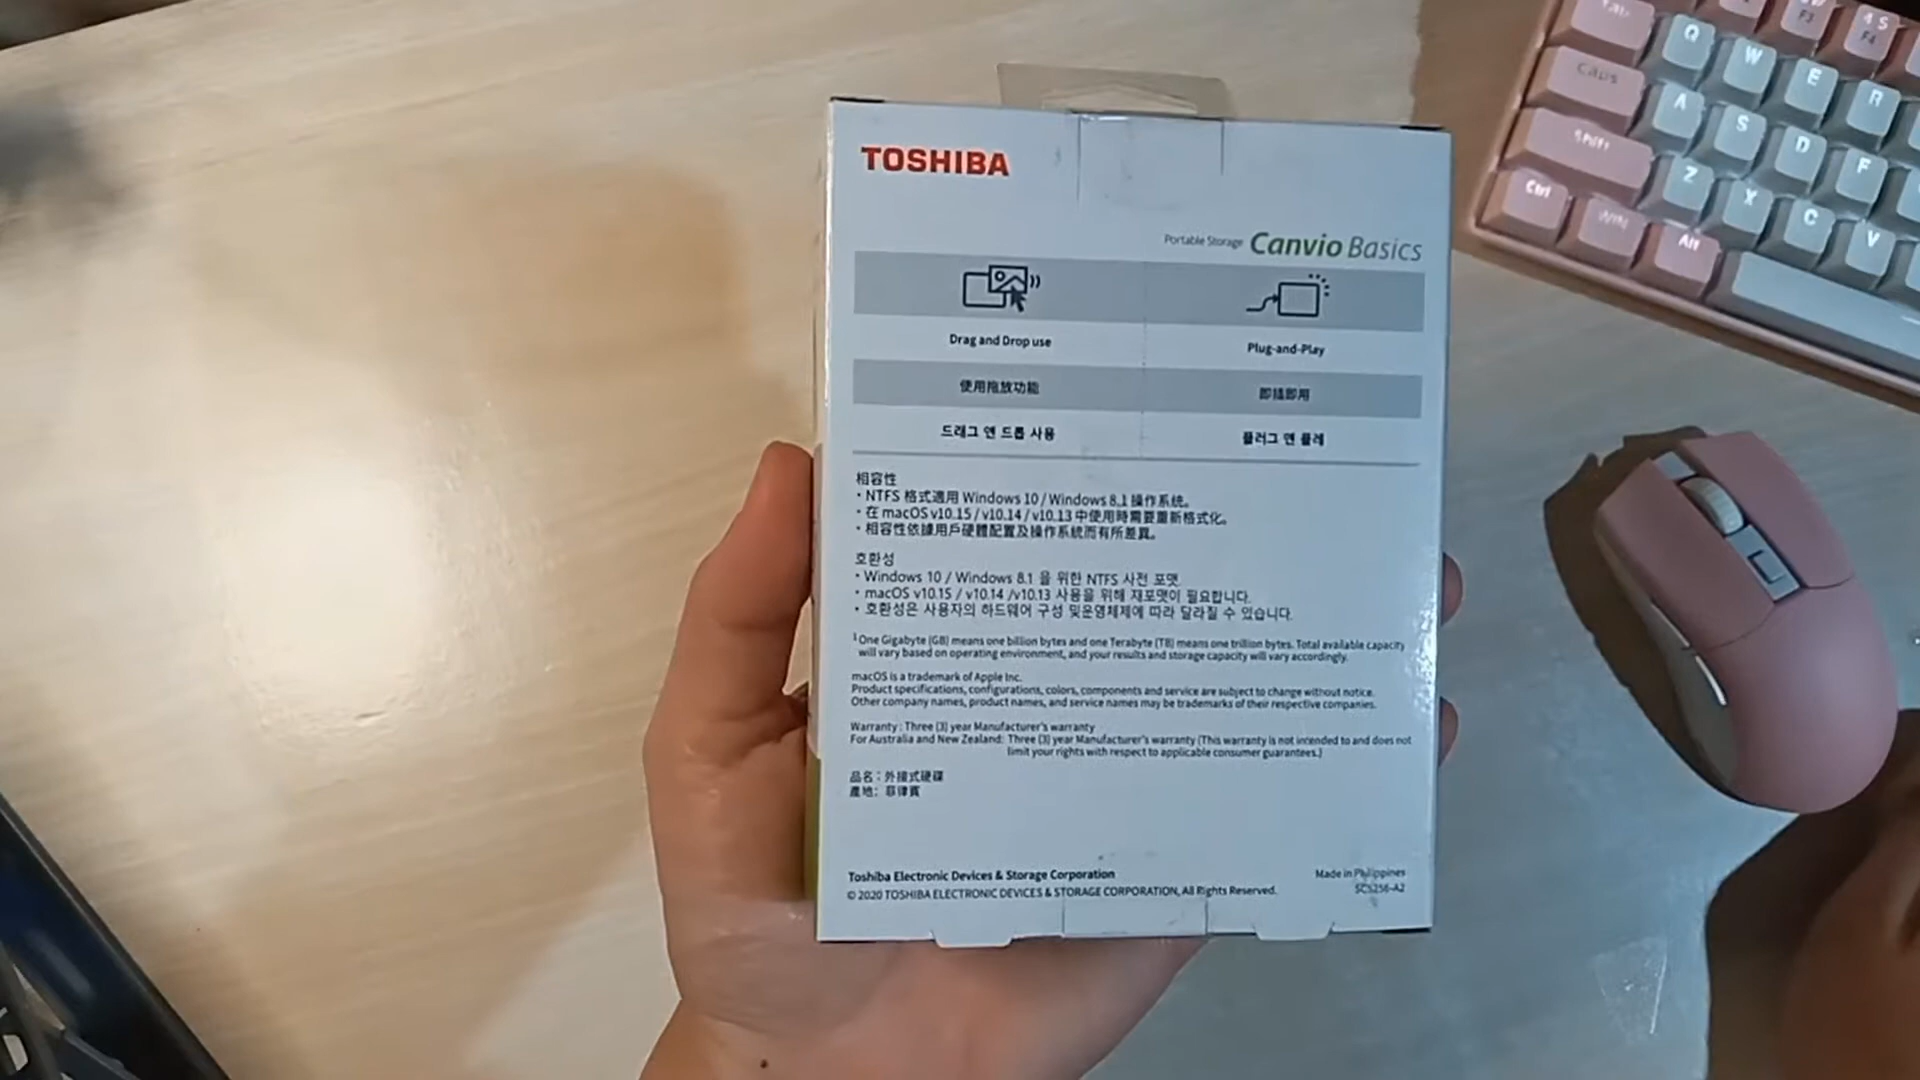 TOSHIBA
Portable Storage Canvio Basics
Drag and Drop use
Plug-and-Play
使用拖放功能
即插即用
드래그 앤 드롭 사용
플러그 앤 플레
相容性
・NTFS 格式適用 Windows 10 / Windows 8.1 操作系統。
・在 macOS v10.15 / v10.14 / v10.13 中使用時需要重新格式化。
・相容性依據用戶硬體配置及操作系統而有所差異。
호환성
・Windows 10 / Windows 8.1 을 위한 NTFS 사전 포맷
・macOS v10.15 / v10.14 /v10.13 사용을 위해 재포맷이 필요합니다.
・호환성은 사용자의 하드웨어 구성 및운영체제에 따라 달라질 수 있습니다.
1 One Gigabyte (GB) means one billion bytes and one Terabyte (TB) means one trillion bytes. Total available capacity
will vary based on operating environment, and your results and storage capacity will vary accordingly.
macOS is a trademark of Apple Inc.
Product specifications, configurations, colors, components and service are subject to change without notice.
Other company names, product names, and service names may be trademarks of their respective companies.
Warranty : Three (3) year Manufacturer's warranty
For Australia and New Zealand: Three (3) year Manufacturer's warranty (This warranty is not intended to and does not
limit your rights with respect to applicable consumer guarantees.)
品名：外接式硬碟
產地：菲律賓
Toshiba Electronic Devices & Storage Corporation
© 2020 TOSHIBA ELECTRONIC DEVICES & STORAGE CORPORATION, All Rights Reserved.
Made in Philippines
SCS256-A2
Tab
Q
W
E
R
F3
4 $
F4
Caps
A
S
D
F
Shift
Z
X
C
V
Ctrl
WIN
Alt